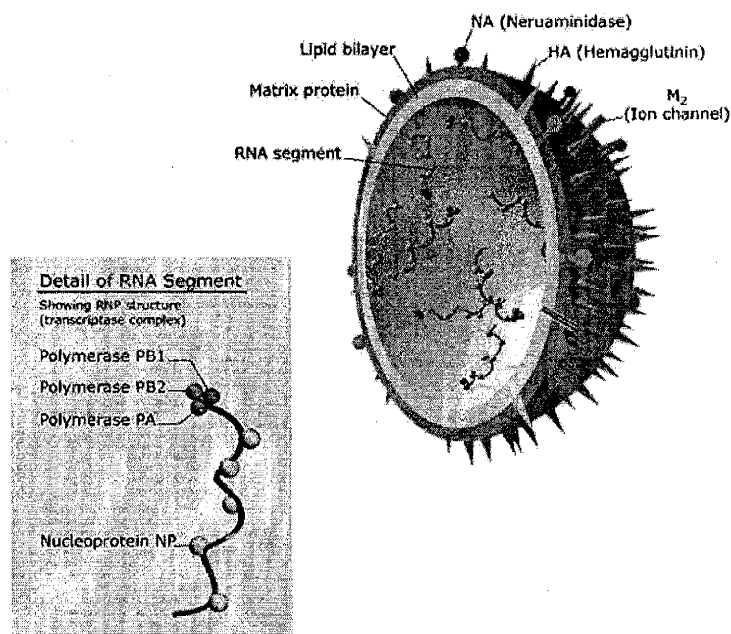 NA (Neruaminidase)
Lipid bilayer
HA (Hemagglutinin)
Matrix protein
M2
(Ion channel)
RNA segment
Detail of RNA Segment
Showing RNP structure
(transcriptase complex)
Polymerase PB1
Polymerase PB2
Polymerase PA
Nucleoprotein NP